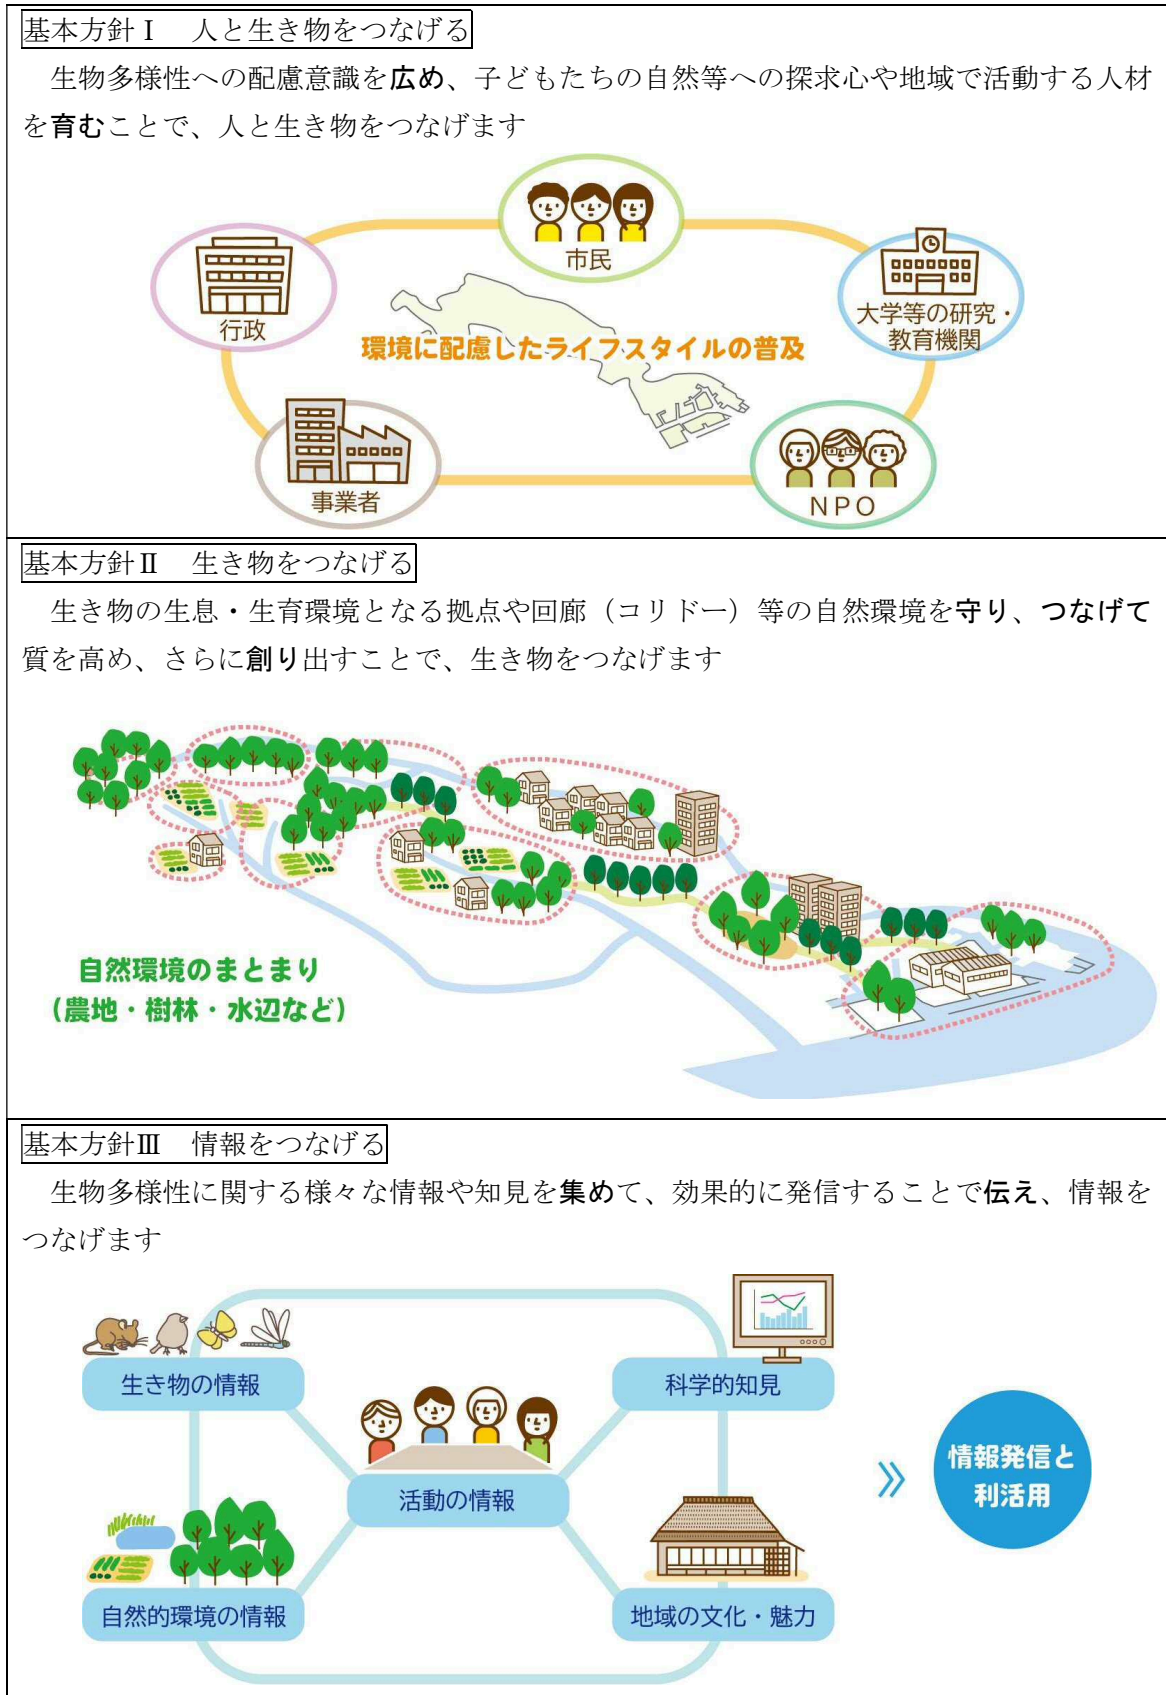 基本方針Ⅰ　人と生き物をつなげる
生物多様性への配慮意識を広め、子どもたちの自然等への探求心や地域で活動する人材
を育むことで、人と生き物をつなげます
市民
行政
大学等の研究・
教育機関
環境に配慮したライフスタイルの普及
事業者
NPO
基本方針Ⅱ　生き物をつなげる
生き物の生息・生育環境となる拠点や回廊（コリドー）等の自然環境を守り、つなげて
質を高め、さらに創り出すことで、生き物をつなげます
自然環境のまとまり
（農地・樹林・水辺など）
基本方針Ⅲ　情報をつなげる
生物多様性に関する様々な情報や知見を集めて、効果的に発信することで伝え、情報を
つなげます
生き物の情報
科学的知見
活動の情報
情報発信と
利活用
自然的環境の情報
地域の文化・魅力